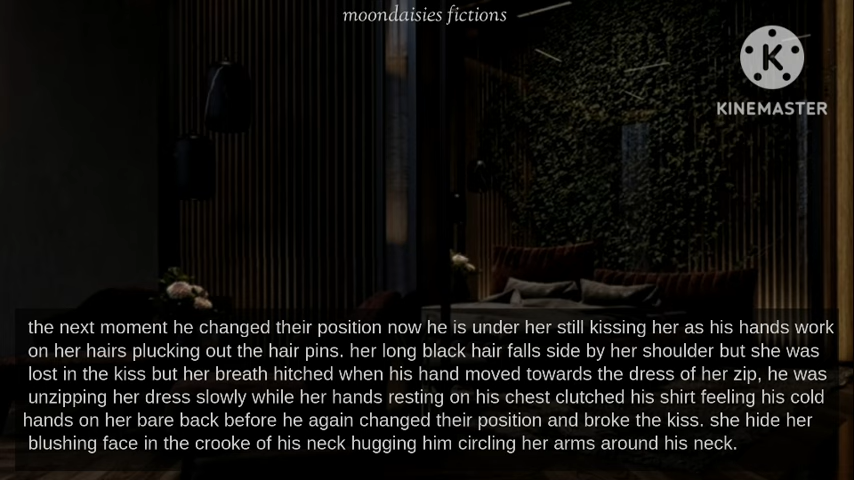 moondaisies fictions
K
KINEMASTER
the next moment he changed their position now he is under her still kissing her as his hands work
on her hairs plucking out the hair pins. her long black hair falls side by her shoulder but she was
lost in the kiss but her breath hitched when his hand moved towards the dress of her zip, he was
unzipping her dress slowly while her hands resting on his chest clutched his shirt feeling his cold
hands on her bare back before he again changed their position and broke the kiss. she hide her
blushing face in the crooke of his neck hugging him circling her arms around his neck.